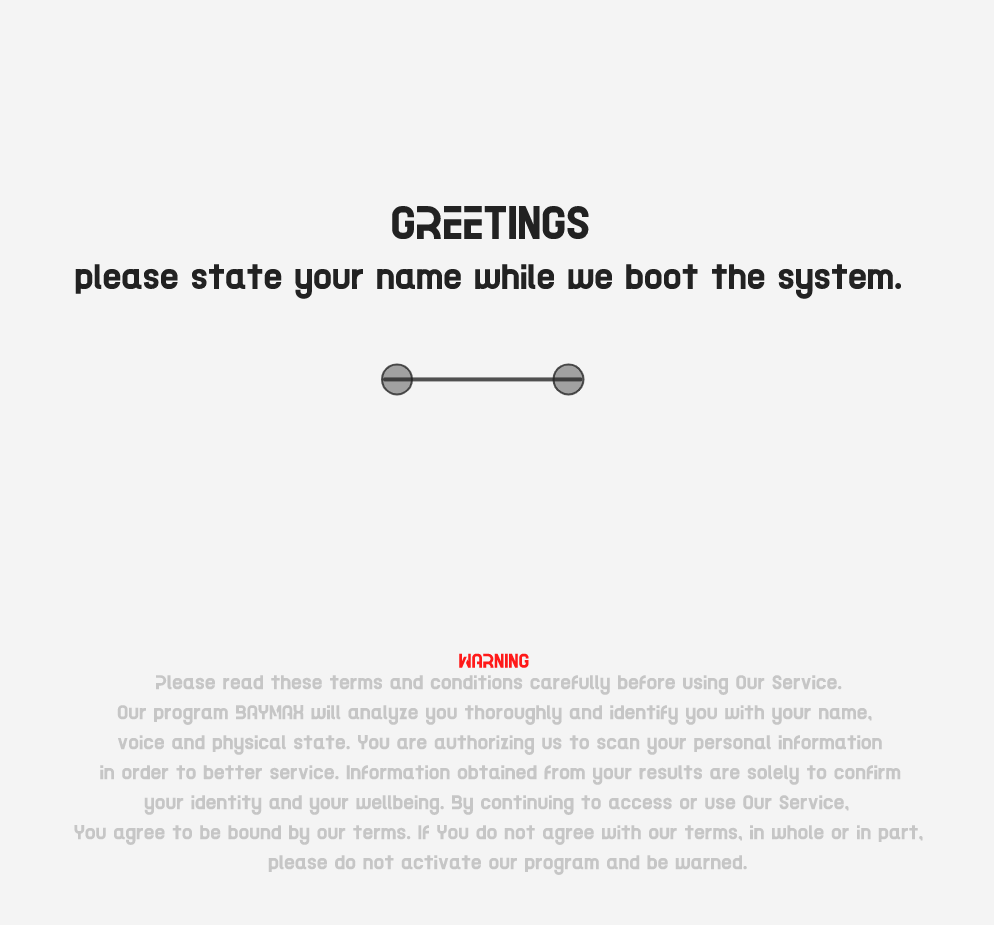 GREETINGS
please state your name while we boot the system.
WARNING
Please read these terms and conditions carefully before using Our Service.
Our program BAYMAX will analyze you thoroughly and identify you with your name,
voice and physical state. You are authorizing us to scan your personal information
in order to better service. Information obtained from your results are solely to confirm
your identity and your wellbeing. By continuing to access or use Our Service,
You agree to be bound by our terms. If You do not agree with our terms, in whole or in part,
please do not activate our program and be warned.